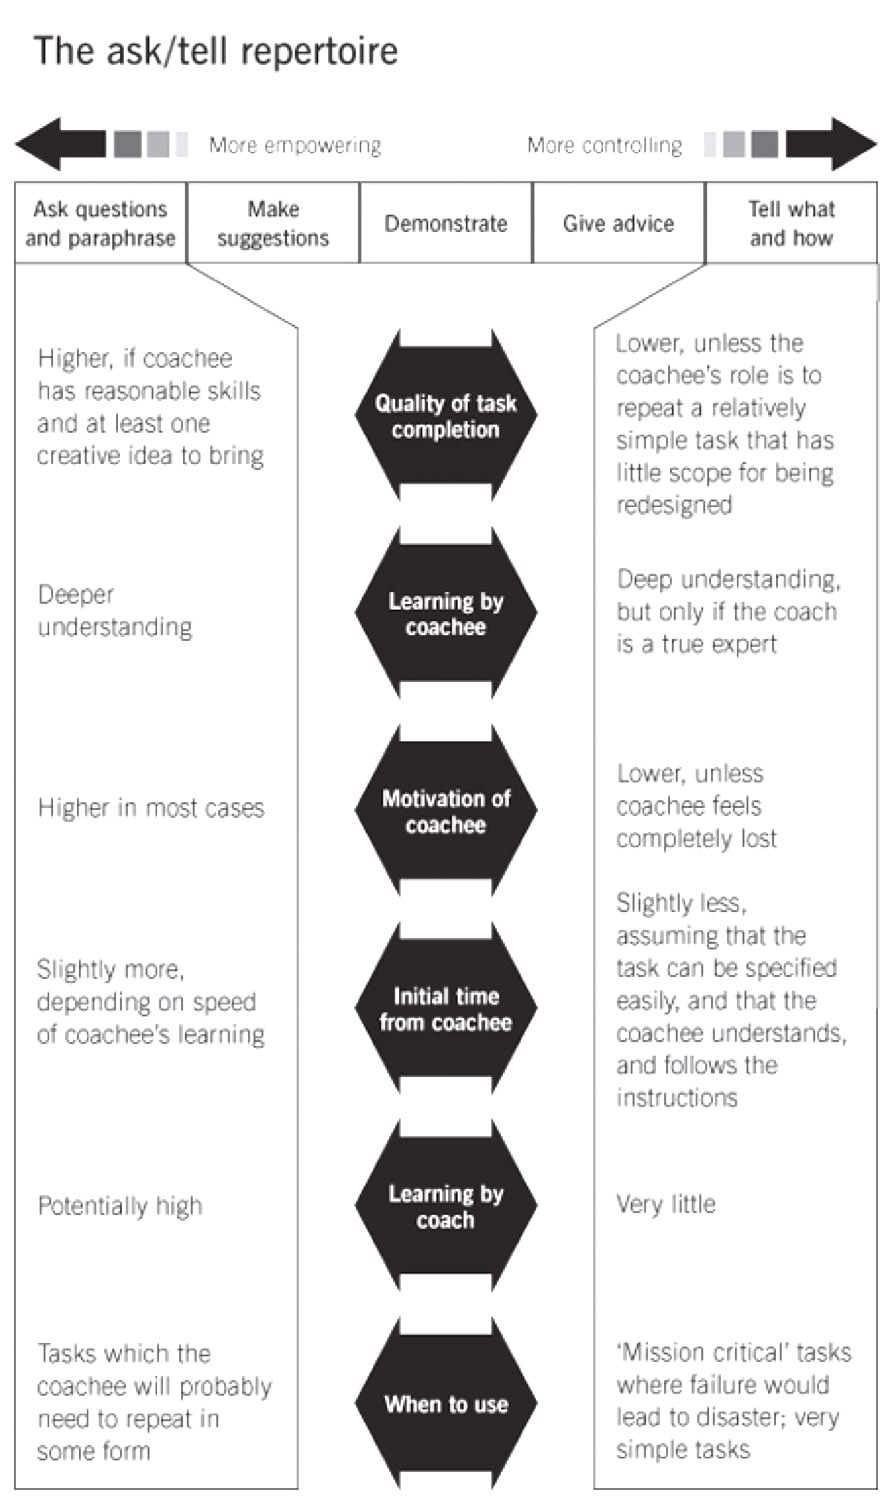 The ask/tell repertoire
More empowering
More controlling
Ask questions
and paraphrase
Make
suggestions
Demonstrate
Give advice
Tell what
and how
Higher, if coachee
has reasonable skills
and at least one
creative idea to bring
Quality of task
completion
Lower, unless the
coachee's role is to
repeat a relatively
simple task that has
little scope for being
redesigned
Deeper
understanding
Learning by
coachee
Deep understanding,
but only if the coach
is a true expert
Higher in most cases
Motivation of
coachee
Lower, unless
coachee feels
completely lost
Slightly more,
depending on speed
of coachee's learning
Initial time
from coachee
Slightly less,
assuming that the
task can be specified
easily, and that the
coachee understands,
and follows the
instructions
Potentially high
Learning by
coach
Very little
Tasks which the
coachee will probably
need to repeat in
some form
When to use
'Mission critical' tasks
where failure would
lead to disaster; very
simple tasks